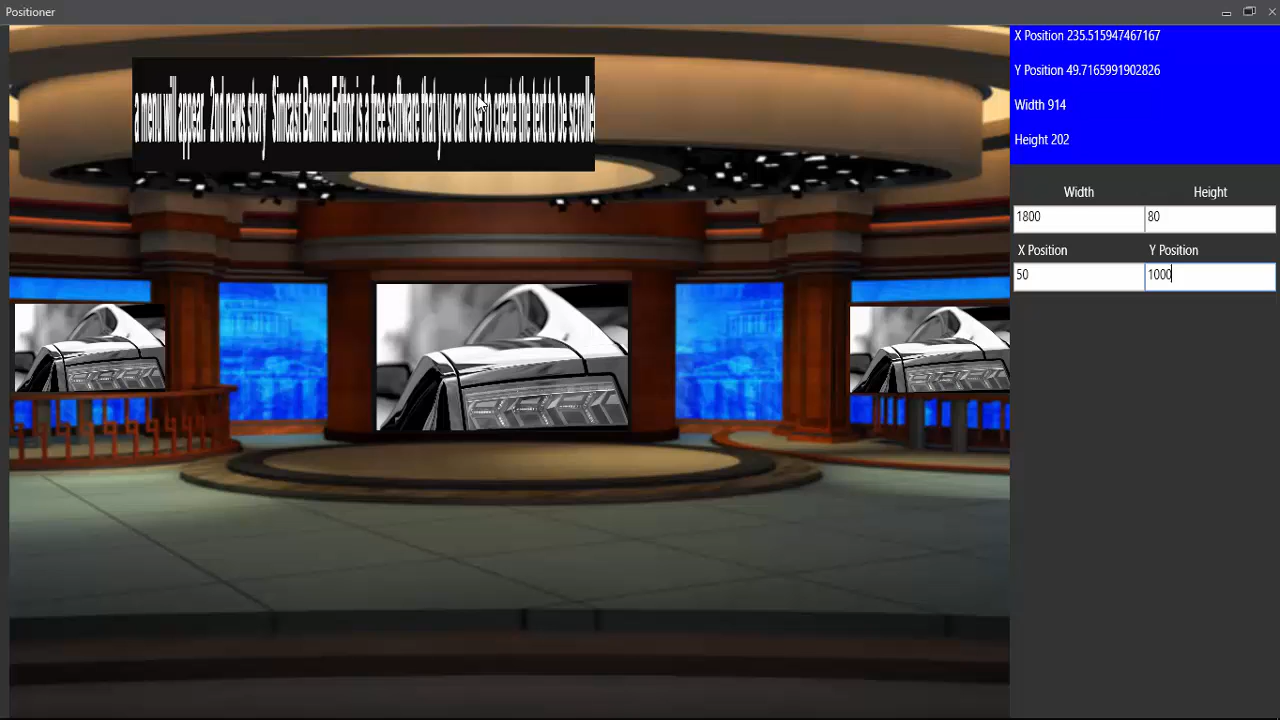 Positioner
a menu will appear. 2nd news story Simcast Banner Editor is a free software that you can use to create the text to be scrolle
X Position 235.515947467167
Y Position 49.7165991902826
Width 914
Height 202
Width Height
1800 80
X Position Y Position
50 1000